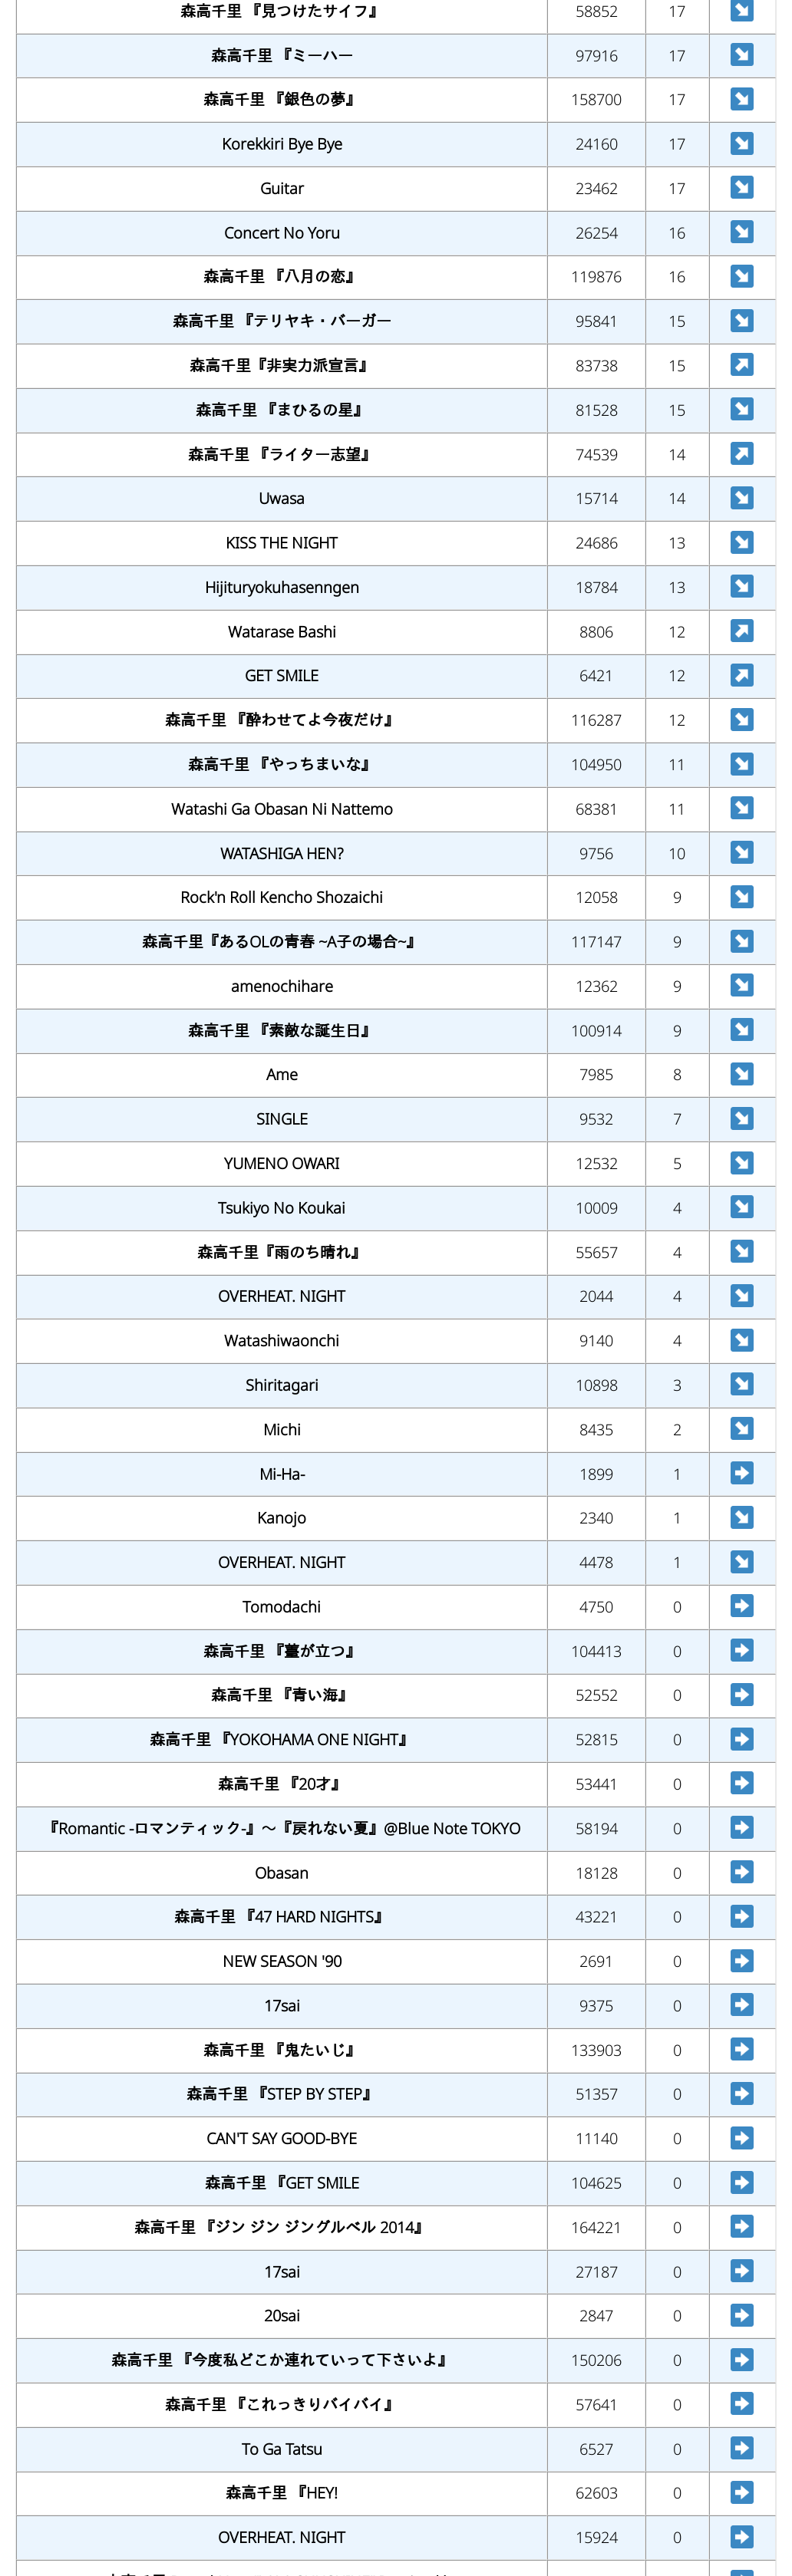 森高千里 『見つけたサイフ』 58852 17
森高千里 『ミーハー 97916 17
森高千里 『銀色の夢』 158700 17
Korekkiri Bye Bye 24160 17
Guitar 23462 17
Concert No Yoru 26254 16
森高千里 『八月の恋』 119876 16
森高千里 『テリヤキ・バーガー 95841 15
森高千里『非実力派宣言』 83738 15
森高千里 『まひるの星』 81528 15
森高千里 『ライター志望』 74539 14
Uwasa 15714 14
KISS THE NIGHT 24686 13
Hijituryokuhasenngen 18784 13
Watarase Bashi 8806 12
GET SMILE 6421 12
森高千里 『酔わせてよ今夜だけ』 116287 12
森高千里 『やっちまいな』 104950 11
Watashi Ga Obasan Ni Nattemo 68381 11
WATASHIGA HEN? 9756 10
Rock'n Roll Kencho Shozaichi 12058 9
森高千里『あるOLの青春 ~A子の場合~』 117147 9
amenochihare 12362 9
森高千里 『素敵な誕生日』 100914 9
Ame 7985 8
SINGLE 9532 7
YUMENO OWARI 12532 5
Tsukiyo No Koukai 10009 4
森高千里『雨のち晴れ』 55657 4
OVERHEAT. NIGHT 2044 4
Watashiwaonchi 9140 4
Shiritagari 10898 3
Michi 8435 2
Mi-Ha- 1899 1
Kanojo 2340 1
OVERHEAT. NIGHT 4478 1
Tomodachi 4750 0
森高千里 『薹が立つ』 104413 0
森高千里 『青い海』 52552 0
森高千里 『YOKOHAMA ONE NIGHT』 52815 0
森高千里 『20才』 53441 0
『Romantic -ロマンティック-』～『戻れない夏』@Blue Note TOKYO 58194 0
Obasan 18128 0
森高千里 『47 HARD NIGHTS』 43221 0
NEW SEASON '90 2691 0
17sai 9375 0
森高千里 『鬼たいじ』 133903 0
森高千里 『STEP BY STEP』 51357 0
CAN'T SAY GOOD-BYE 11140 0
森高千里 『GET SMILE 104625 0
森高千里 『ジン ジン ジングルベル 2014』 164221 0
17sai 27187 0
20sai 2847 0
森高千里 『今度私どこか連れていって下さいよ』 150206 0
森高千里 『これっきりバイバイ』 57641 0
To Ga Tatsu 6527 0
森高千里 『HEY! 62603 0
OVERHEAT. NIGHT 15924 0